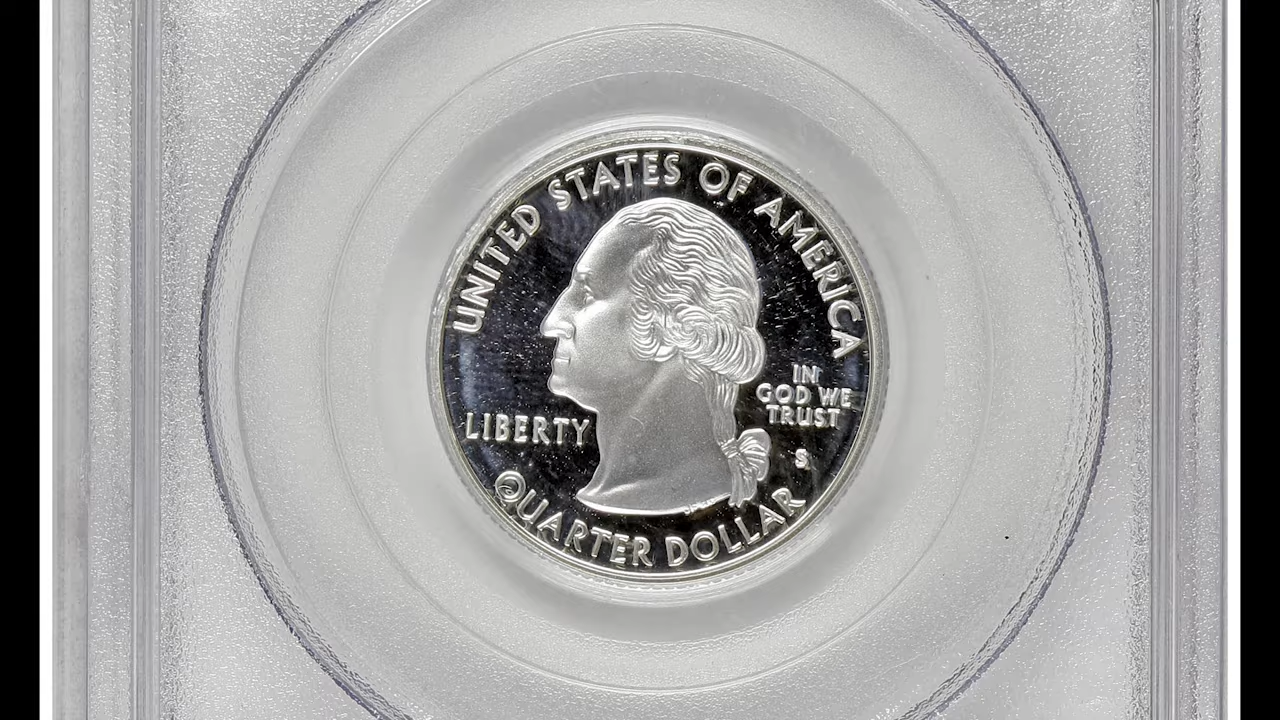 UNITED STATES OF AMERICA
LIBERTY
IN
GOD WE
TRUST
S
QUARTER DOLLAR